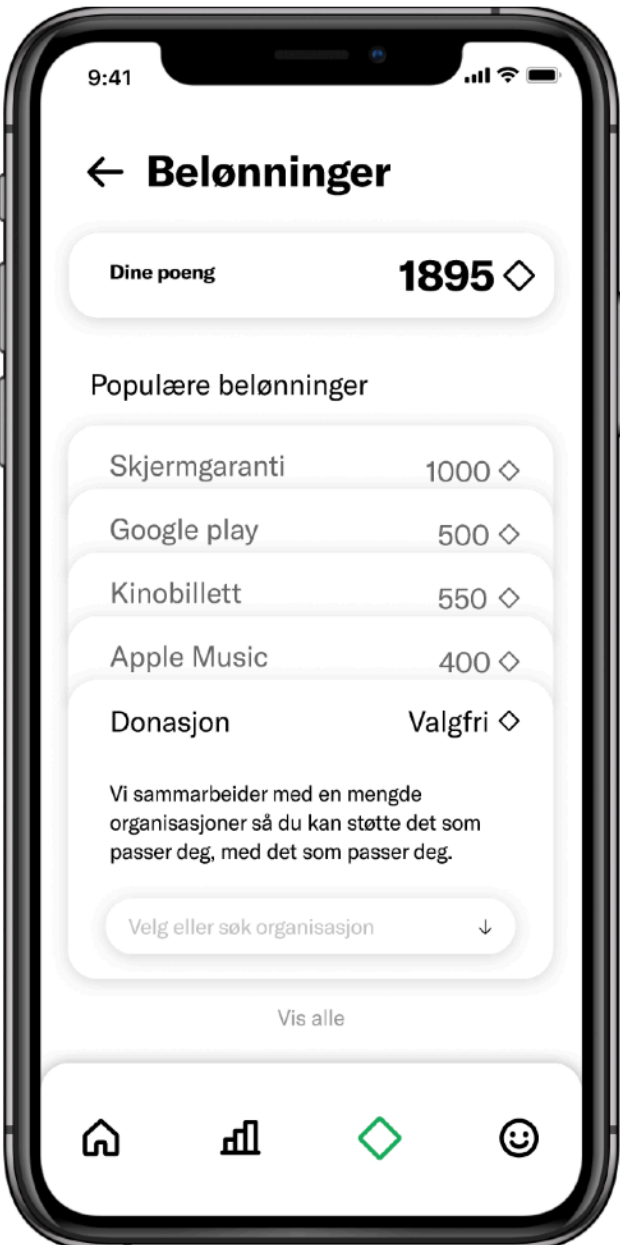 9:41
← Belønninger
Dine poeng 1895
Populære belønninger
Skjermgaranti 1000
Google play 500
Kinobillett 550
Apple Music 400
Donasjon Valgfri
Vi sammarbeider med en mengde
organisasjoner så du kan støtte det som
passer deg, med det som passer deg.
Velg eller søk organisasjon ↓
Vis alle